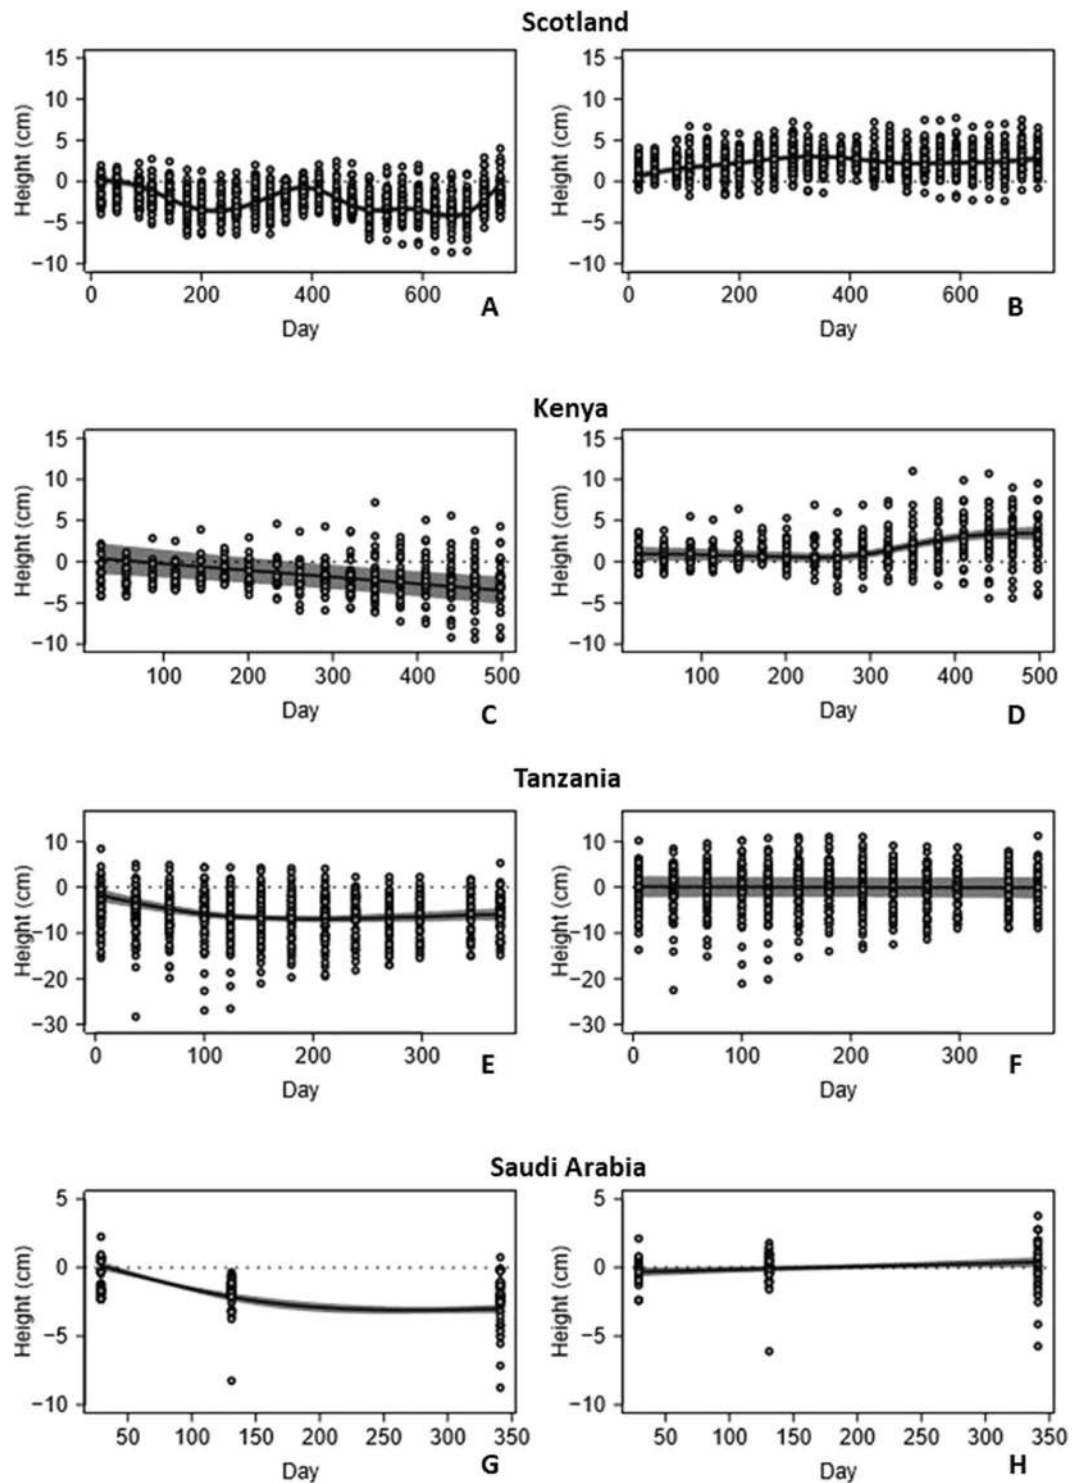 Scotland
15
10
5
0
−5
−10
Height (cm)
0 200 400 600
Day
A
15
10
5
0
−5
−10
Height (cm)
0 200 400 600
Day
B
Kenya
15
10
5
0
−5
−10
Height (cm)
100 200 300 400 500
Day
C
15
10
5
0
−5
−10
Height (cm)
100 200 300 400 500
Day
D
Tanzania
10
0
−10
−20
−30
Height (cm)
0 100 200 300
Day
E
10
0
−10
−20
−30
Height (cm)
0 100 200 300
Day
F
Saudi Arabia
5
0
−5
−10
Height (cm)
50 100 150 200 250 300 350
Day
G
5
0
−5
−10
Height (cm)
50 100 150 200 250 300 350
Day
H